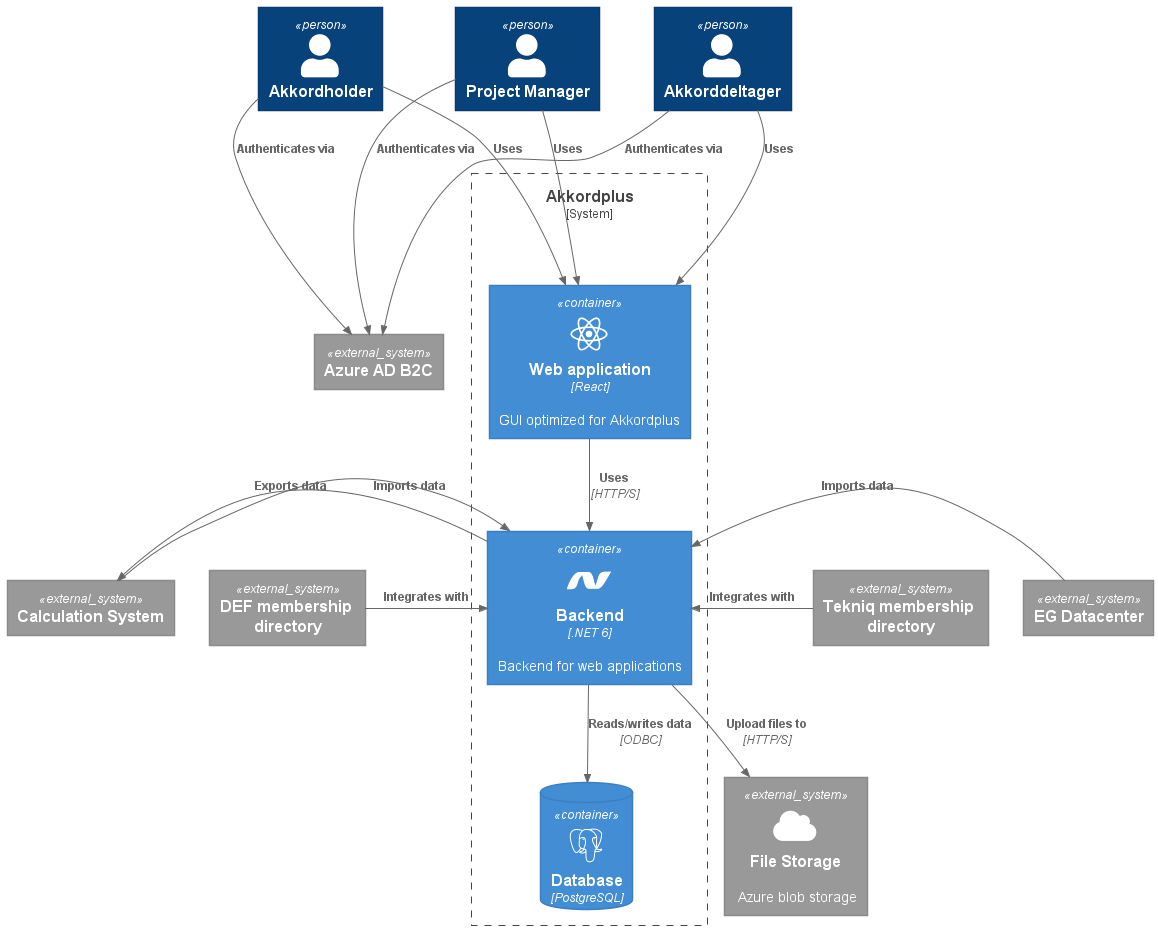 «person»
Akkordholder
«person»
Project Manager
«person»
Akkorddeltager
Authenticates via
Authenticates via
Uses
Uses
Authenticates via
Uses
Akkordplus
[System]
«container»
Web application
[React]
GUI optimized for Akkordplus
«external_system»
Azure AD B2C
Exports data
Imports data
Uses
[HTTP/S]
Imports data
«external_system»
Calculation System
«external_system»
DEF membership
directory
Integrates with
«container»
Backend
[.NET 6]
Backend for web applications
Integrates with
«external_system»
Tekniq membership
directory
«external_system»
EG Datacenter
Reads/writes data
[ODBC]
Upload files to
[HTTP/S]
«container»
Database
[PostgreSQL]
«external_system»
File Storage
Azure blob storage